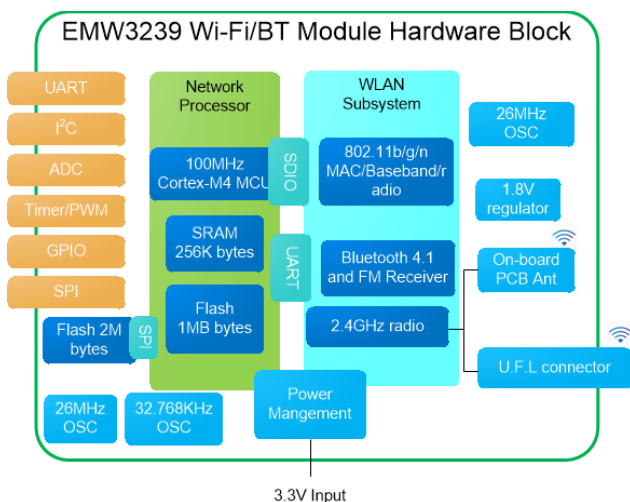 EMW3239 Wi-Fi/BT Module Hardware Block
UART
I²C
ADC
Timer/PWM
GPIO
SPI
Flash 2M
bytes
SPI
Network
Processor
100MHz
Cortex-M4 MCU
SRAM
256K bytes
Flash
1MB bytes
SDIO
UART
WLAN
Subsystem
802.11b/g/n
MAC/Baseband/r
adio
Bluetooth 4.1
and FM Receiver
2.4GHz radio
26MHz
OSC
1.8V
regulator
On-board
PCB Ant
U.F.L connector
26MHz
OSC
32.768KHz
OSC
Power
Mangement
3.3V Input